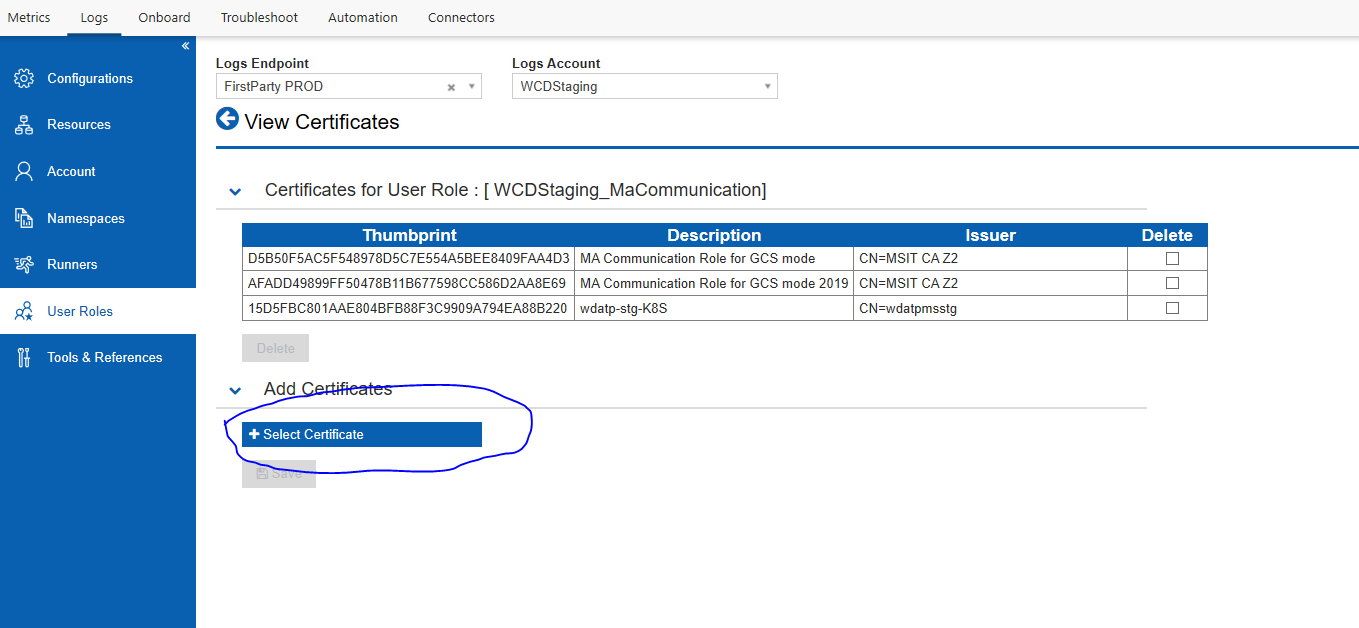 Metrics Logs Onboard Troubleshoot Automation Connectors
«
Configurations
Resources
Account
Namespaces
Runners
User Roles
Tools & References
Logs Endpoint Logs Account
FirstParty PROD × WCDStaging
View Certificates
Certificates for User Role : [ WCDStaging_MaCommunication]
Thumbprint Description Issuer Delete
D5B50F5AC5F548978D5C7E554A5BEE8409FAA4D3 MA Communication Role for GCS mode CN=MSIT CA Z2
AFADD49899FF50478B11B677598CC586D2AA8E69 MA Communication Role for GCS mode 2019 CN=MSIT CA Z2
15D5FBC801AAE804BFB88F3C9909A794EA88B220 wdatp-stg-K8S CN=wdatpmsstg
Delete
Add Certificates
+ Select Certificate
Save